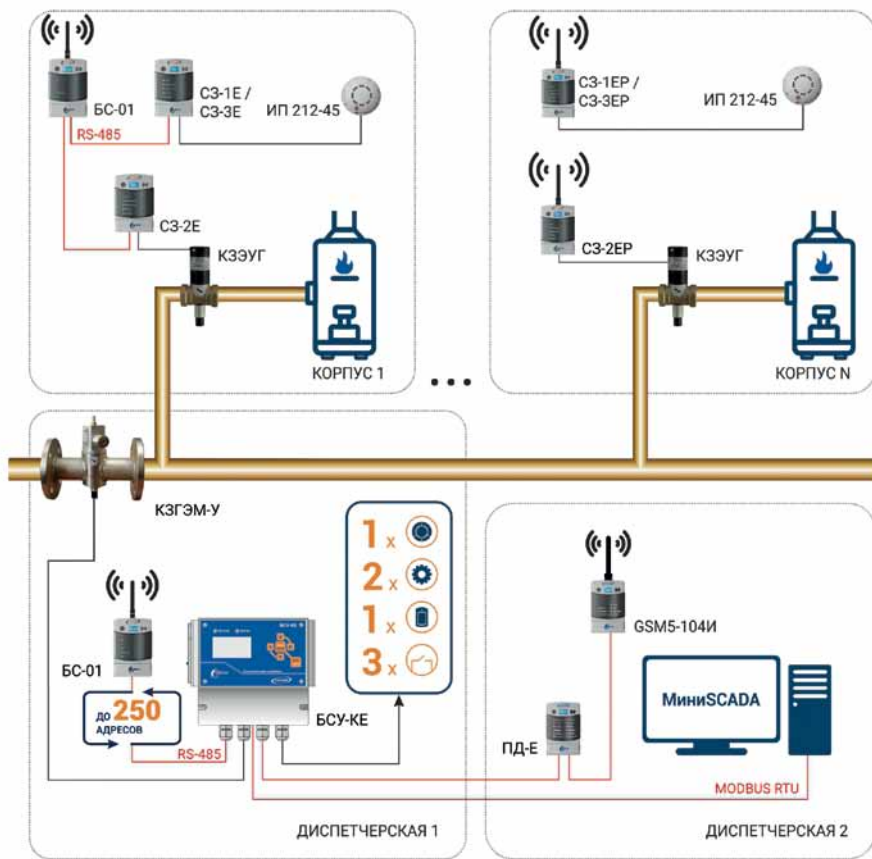 БС-01
СЗ-1Е /
СЗ-3Е
ИП 212-45
RS-485
СЗ-2Е
КЗЭУГ
КОРПУС 1
СЗ-1ЕР /
СЗ-3ЕР
ИП 212-45
СЗ-2ЕР
КЗЭУГ
КОРПУС N
...
КЗГЭМ-У
1 x
2 x
1 x
3 x
БС-01
ДО 250
АДРЕСОВ
RS-485
БСУ-КЕ
ДИСПЕТЧЕРСКАЯ 1
GSM5-104И
МиниSCADA
ПД-Е
MODBUS RTU
ДИСПЕТЧЕРСКАЯ 2